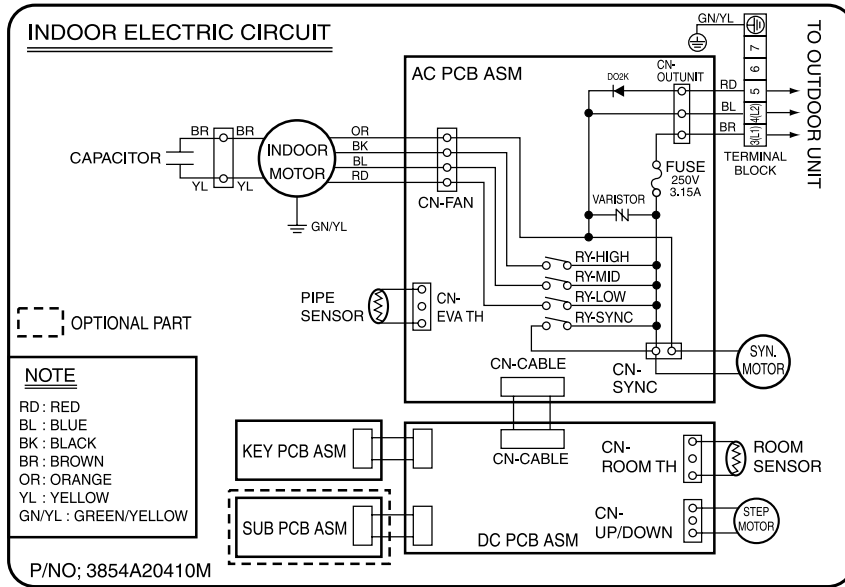 INDOOR ELECTRIC CIRCUIT
GN/YL
TO OUTDOOR UNIT
7
6
5
4(L2)
3(L1)
TERMINAL
BLOCK
AC PCB ASM
CN-
OUTUNIT
DO2K
RD
BL
BR
FUSE
250V
3.15A
VARISTOR
CAPACITOR
BR
BR
YL
YL
INDOOR
MOTOR
GN/YL
OR
BK
BL
RD
CN-FAN
RY-HIGH
RY-MID
RY-LOW
RY-SYNC
PIPE
SENSOR
CN-
EVA TH
OPTIONAL PART
CN-
SYNC
SYN.
MOTOR
CN-CABLE
CN-CABLE
NOTE
RD : RED
BL : BLUE
BK : BLACK
BR : BROWN
OR : ORANGE
YL : YELLOW
GN/YL : GREEN/YELLOW
KEY PCB ASM
SUB PCB ASM
CN-
ROOM TH
ROOM
SENSOR
CN-
UP/DOWN
STEP
MOTOR
DC PCB ASM
P/NO; 3854A20410M